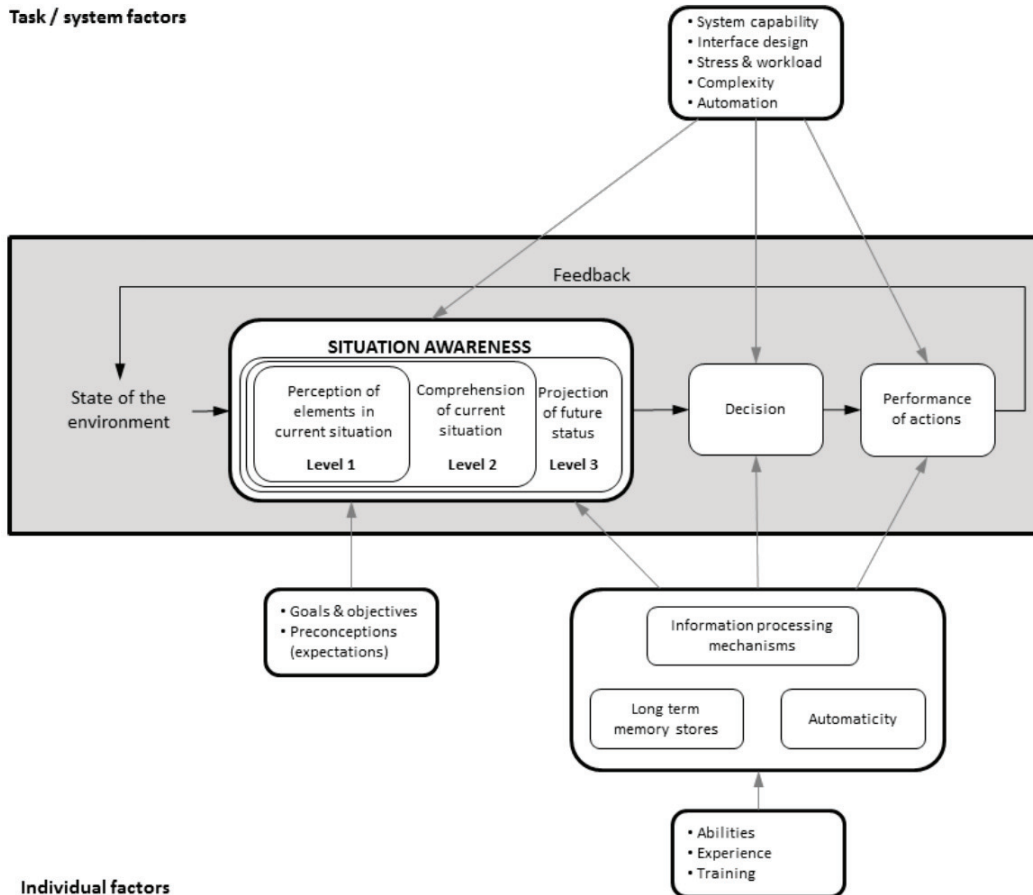 Task / system factors
• System capability
• Interface design
• Stress & workload
• Complexity
• Automation
Feedback
SITUATION AWARENESS
State of the
environment
Perception of
elements in
current situation
Level 1
Comprehension
of current
situation
Level 2
Projection
of future
status
Level 3
Decision
Performance
of actions
• Goals & objectives
• Preconceptions
(expectations)
Information processing
mechanisms
Long term
memory stores
Automaticity
• Abilities
• Experience
• Training
Individual factors